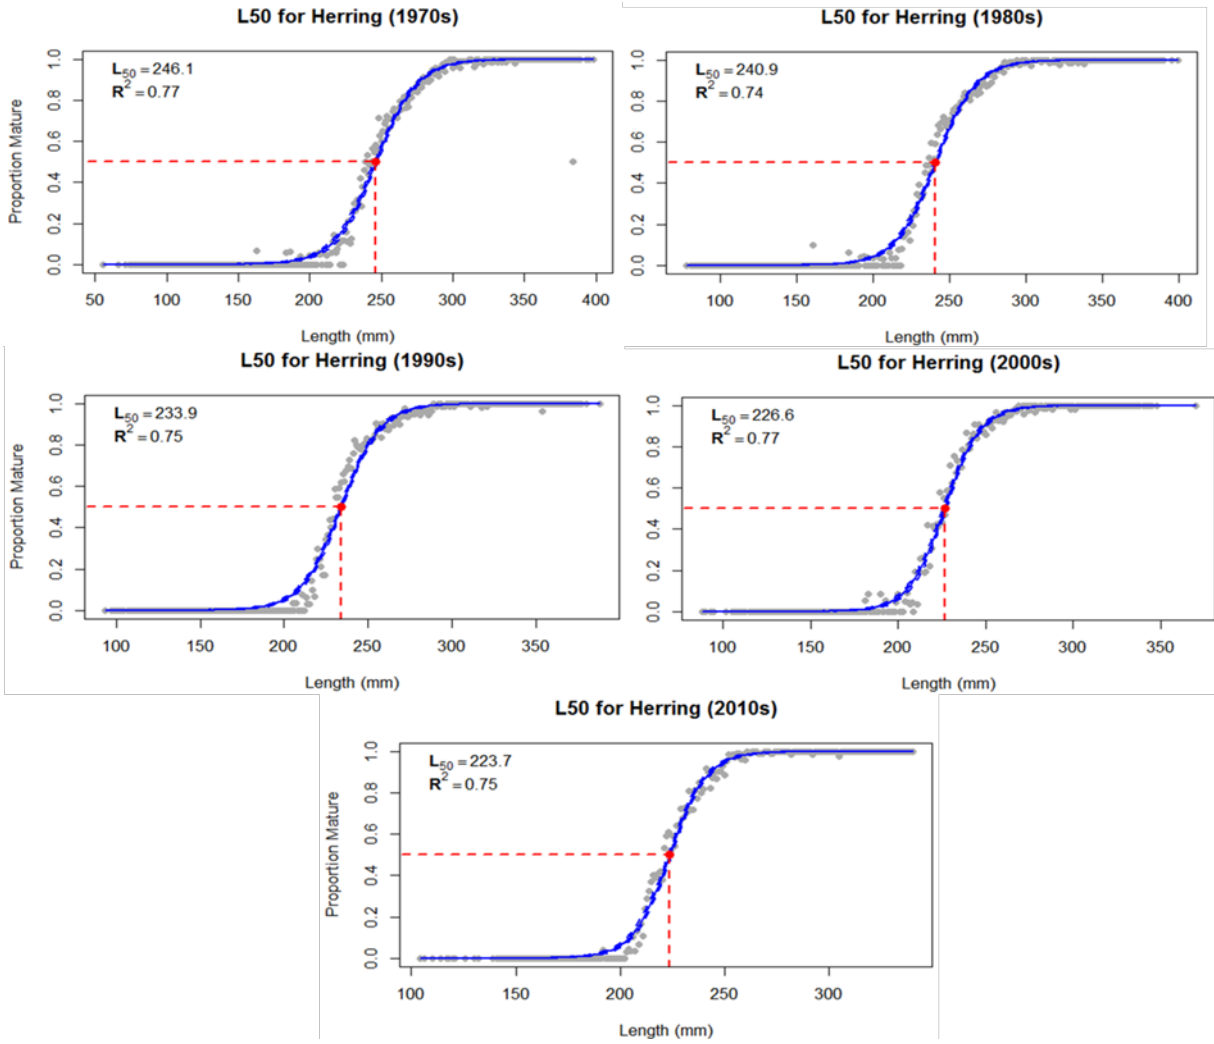 L50 for Herring (1970s)
L50 = 246.1
R2 = 0.77
Proportion Mature
0.0 0.2 0.4 0.6 0.8 1.0
50 100 150 200 250 300 350 400
Length (mm)
L50 for Herring (1980s)
L50 = 240.9
R2 = 0.74
0.0 0.2 0.4 0.6 0.8 1.0
100 150 200 250 300 350 400
Length (mm)
L50 for Herring (1990s)
L50 = 233.9
R2 = 0.75
Proportion Mature
0.0 0.2 0.4 0.6 0.8 1.0
100 150 200 250 300 350
Length (mm)
L50 for Herring (2000s)
L50 = 226.6
R2 = 0.77
0.0 0.2 0.4 0.6 0.8 1.0
100 150 200 250 300 350
Length (mm)
L50 for Herring (2010s)
L50 = 223.7
R2 = 0.75
Proportion Mature
0.0 0.2 0.4 0.6 0.8 1.0
100 150 200 250 300
Length (mm)